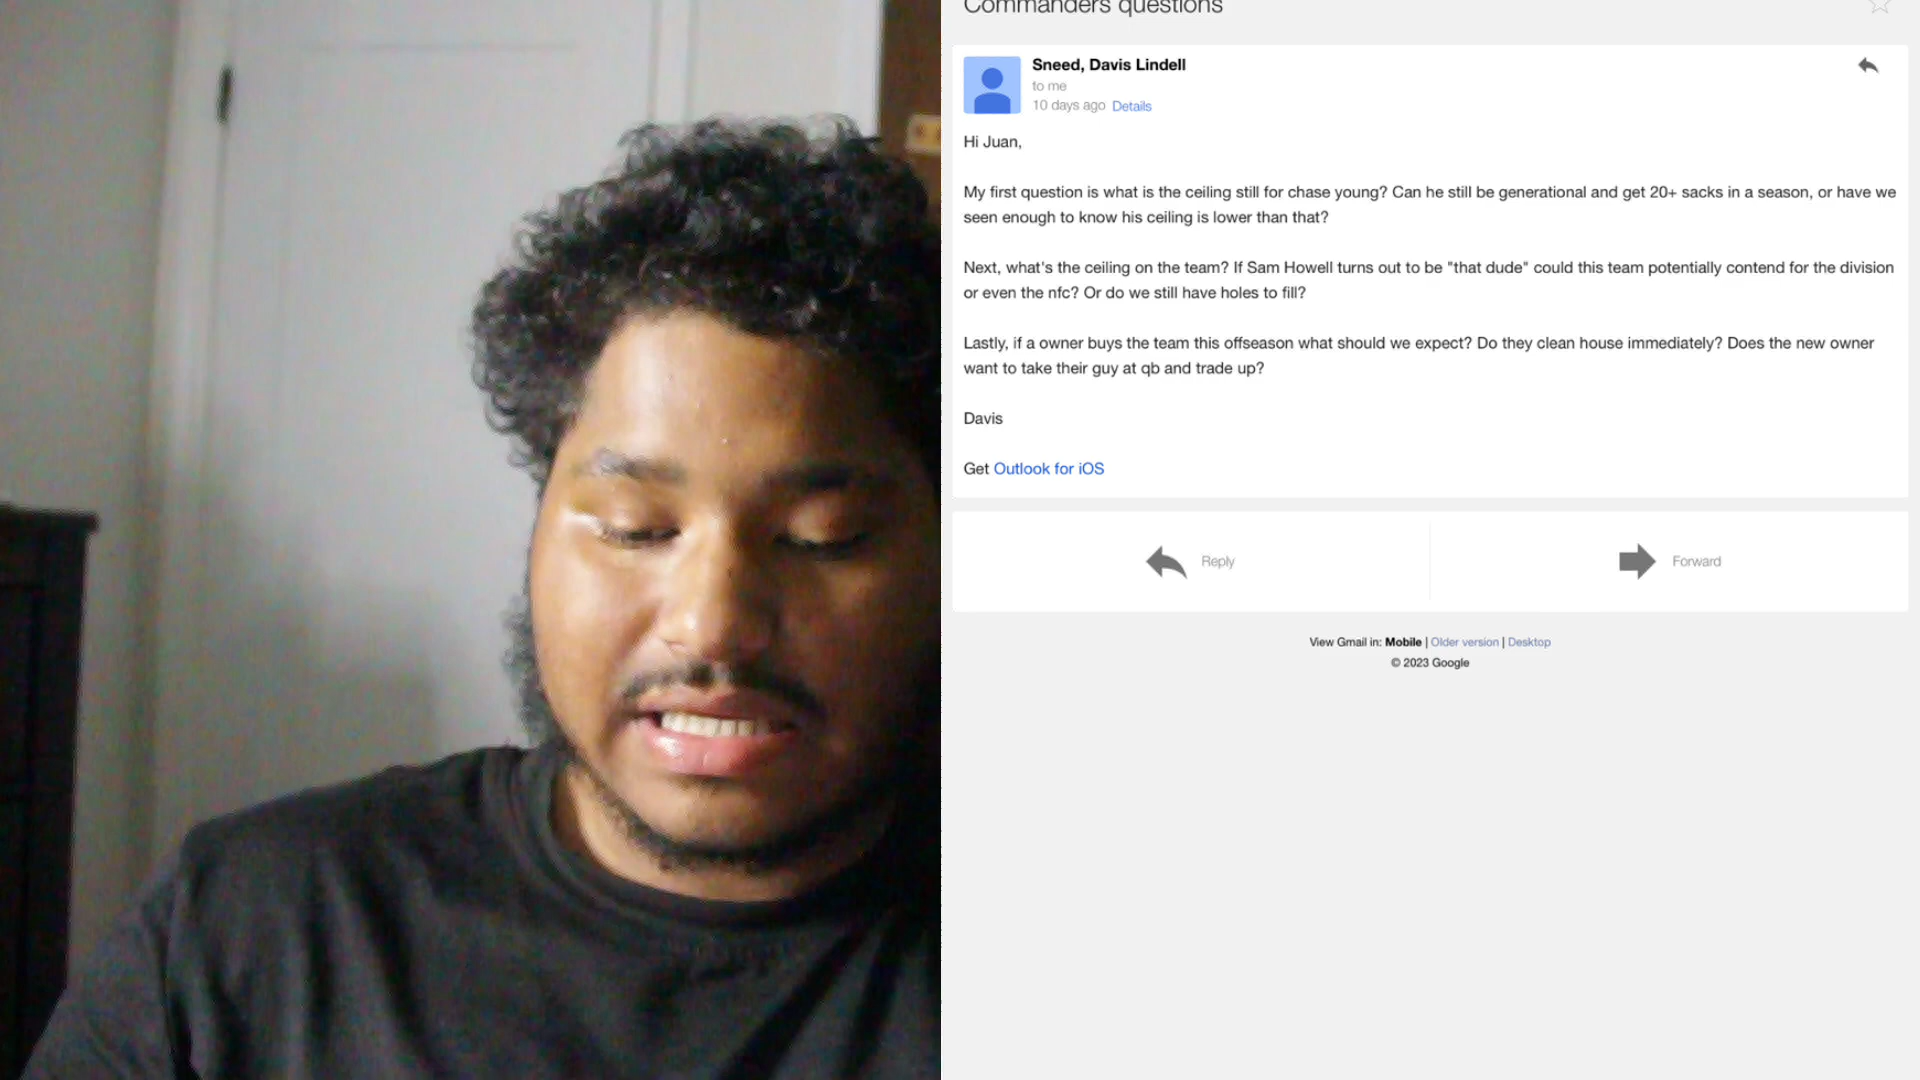 Commanders questions
Sneed, Davis Lindell
to me
10 days ago Details
Hi Juan,
My first question is what is the ceiling still for chase young? Can he still be generational and get 20+ sacks in a season, or have we
seen enough to know his ceiling is lower than that?
Next, what's the ceiling on the team? If Sam Howell turns out to be "that dude" could this team potentially contend for the division
or even the nfc? Or do we still have holes to fill?
Lastly, if a owner buys the team this offseason what should we expect? Do they clean house immediately? Does the new owner
want to take their guy at qb and trade up?
Davis
Get Outlook for iOS
Reply
Forward
View Gmail in: Mobile | Older version | Desktop
© 2023 Google